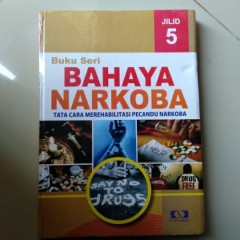 JILID
5
Buku Seri
BAHAYA
NARKOBA
TATA CARA MEREHABILITASI PECANDU NARKOBA
SAY NO
TO
DRUGS
DRUG
FREE